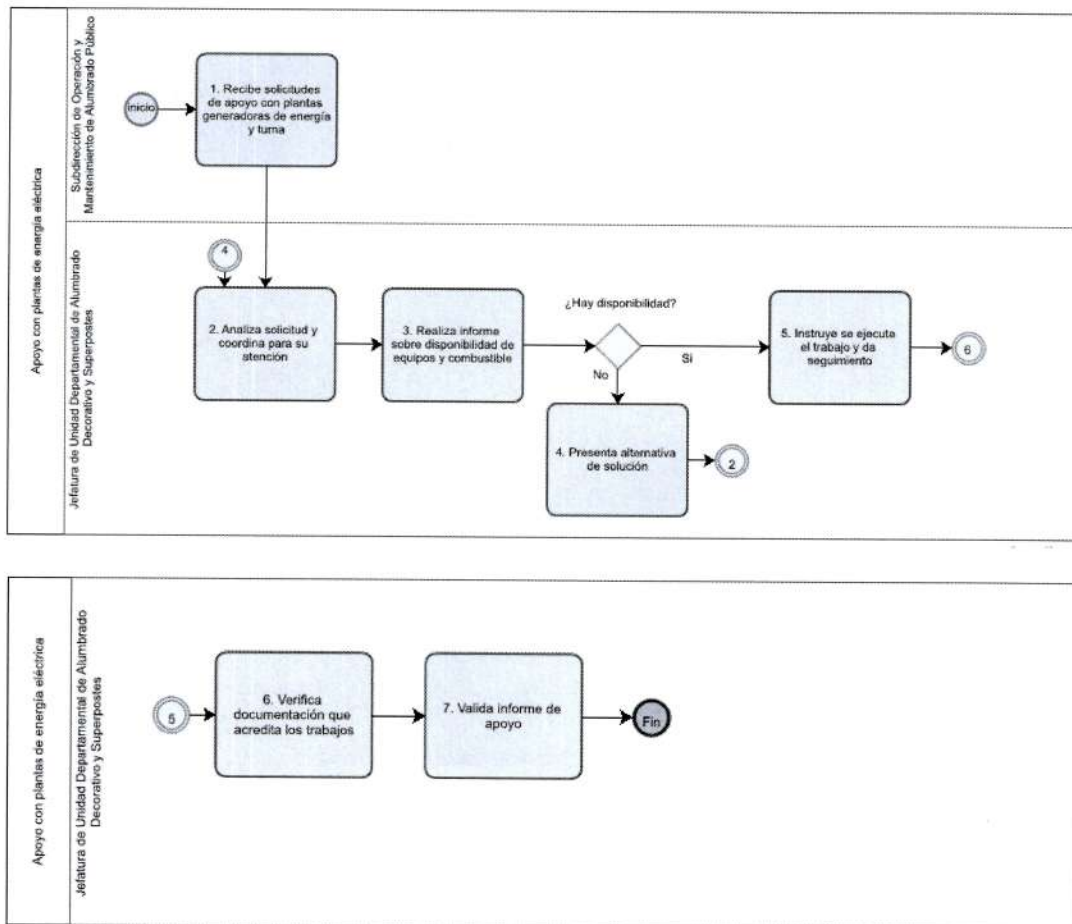 Apoyo con plantas de energía eléctrica
Subdirección de Operación y
Mantenimiento de Alumbrado Público
inicio
1. Recibe solicitudes
de apoyo con plantas
generadoras de energía
y turna
Jefatura de Unidad Departamental de Alumbrado
Decorativo y Superpostes
4
2. Analiza solicitud y
coordina para su
atención
3. Realiza informe
sobre disponibilidad de
equipos y combustible
¿Hay disponibilidad?
Sí
No
5. Instruye se ejecute
el trabajo y da
seguimiento
6
4. Presenta alternativa
de solución
2
Apoyo con plantas de energía eléctrica
Jefatura de Unidad Departamental de Alumbrado
Decorativo y Superpostes
5
6. Verifica
documentación que
acredita los trabajos
7. Valida informe de
apoyo
Fin